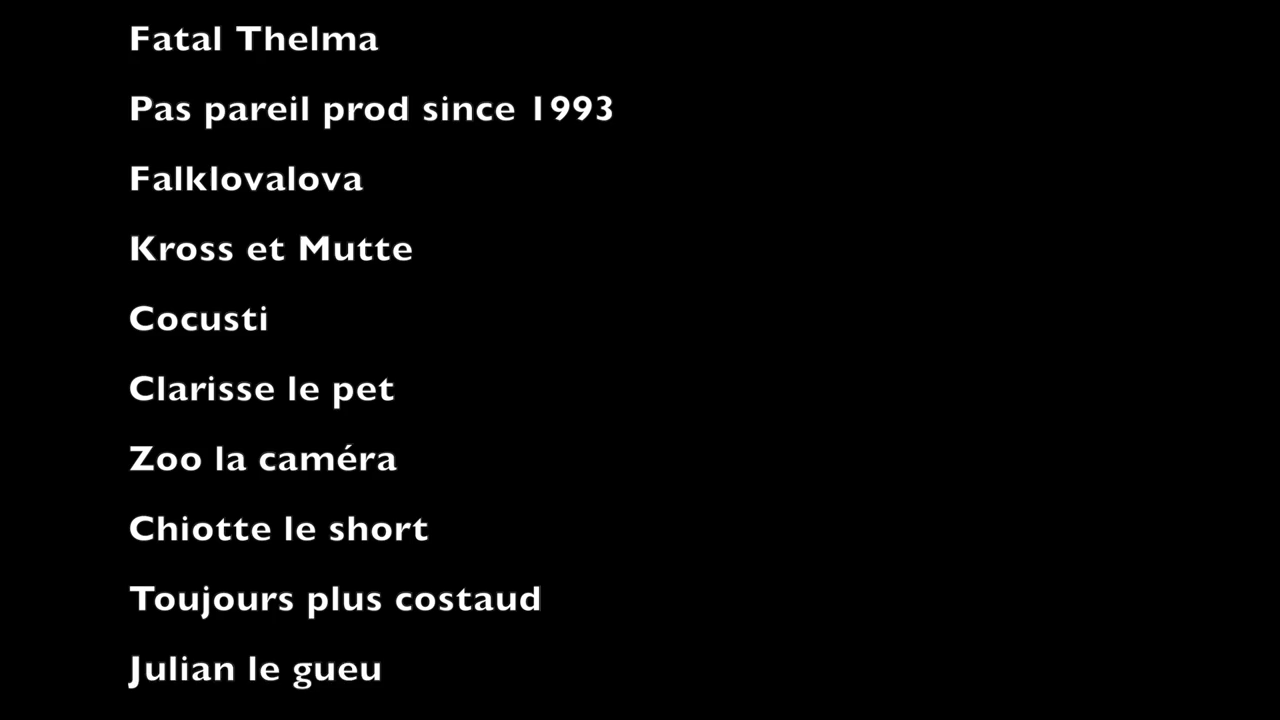 Fatal Thelma
Pas pareil prod since 1993
Falklovalova
Kross et Mutte
Cocusti
Clarisse le pet
Zoo la caméra
Chiotte le short
Toujours plus costaud
Julian le gueu